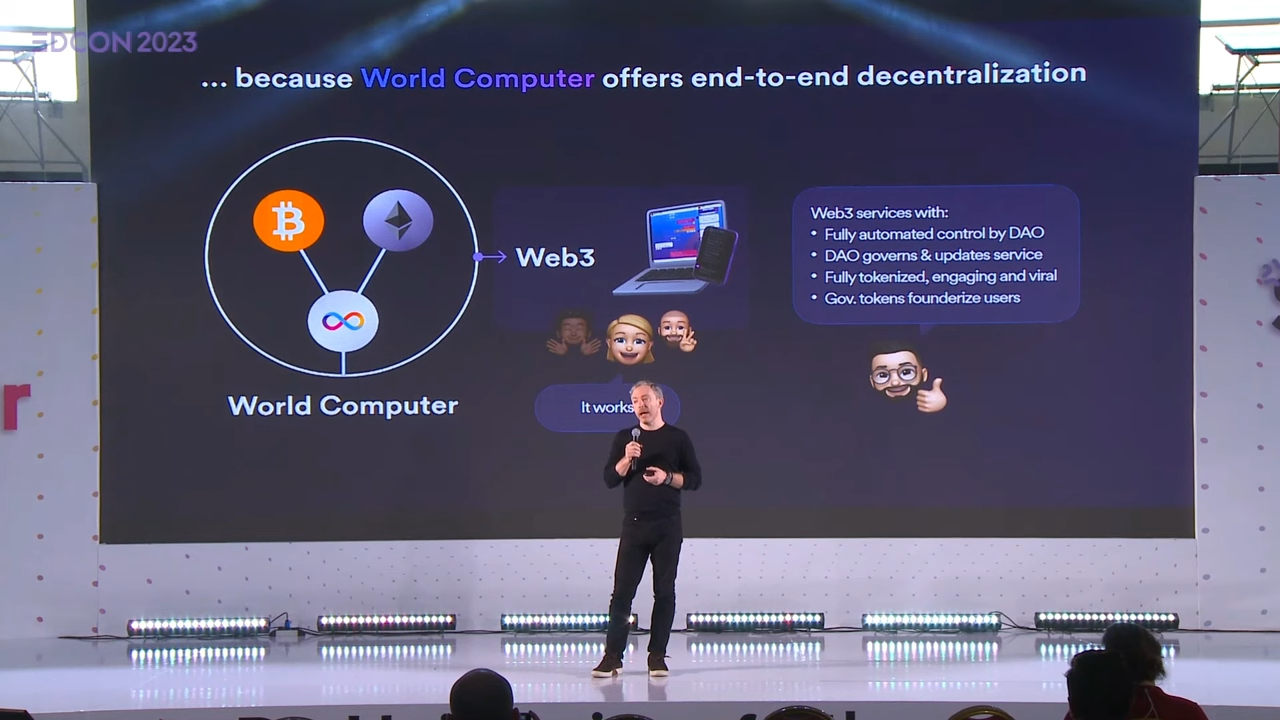 EDCON 2023
... because World Computer offers end-to-end decentralization
Web3 services with:
• Fully automated control by DAO
• DAO governs & updates service
• Fully tokenized, engaging and viral
• Gov. tokens founderize users
Web3
It works
World Computer
r